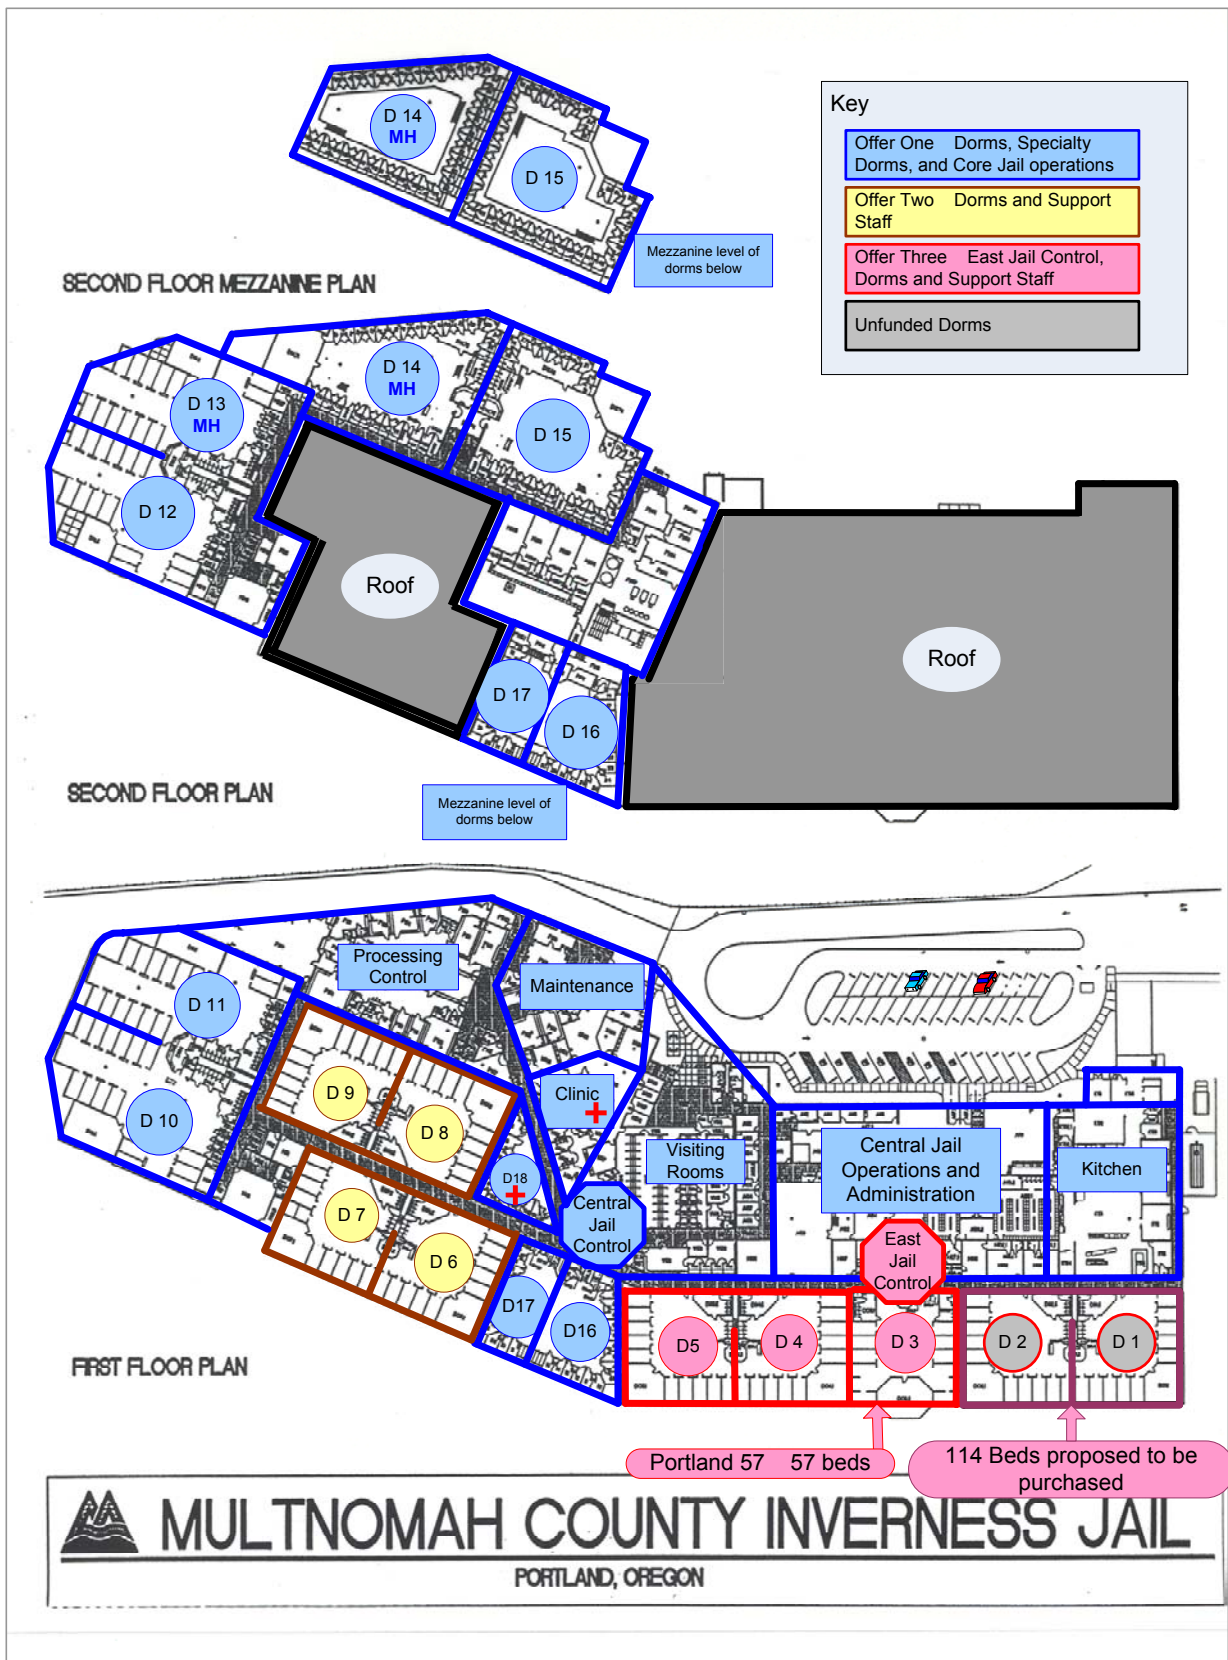 D 14
MH
D 15
Mezzanine level of
dorms below
SECOND FLOOR MEZZANINE PLAN
Key
Offer One Dorms, Specialty
Dorms, and Core Jail operations
Offer Two Dorms and Support
Staff
Offer Three East Jail Control,
Dorms and Support Staff
Unfunded Dorms
D 14
MH
D 13
MH
D 15
D 12
Roof
Roof
D 17
D 16
SECOND FLOOR PLAN
Mezzanine level of
dorms below
Processing
Control
Maintenance
D 11
D 9
Clinic
D 10
D 8
Visiting
Rooms
Central Jail
Operations and
Administration
Kitchen
D18
D 7
Central
Jail
Control
East
Jail
Control
D 6
D17
D16
D5
D 4
D 3
D 2
D 1
FIRST FLOOR PLAN
Portland 57 57 beds
114 Beds proposed to be
purchased
MULTNOMAH COUNTY INVERNESS JAIL
PORTLAND, OREGON